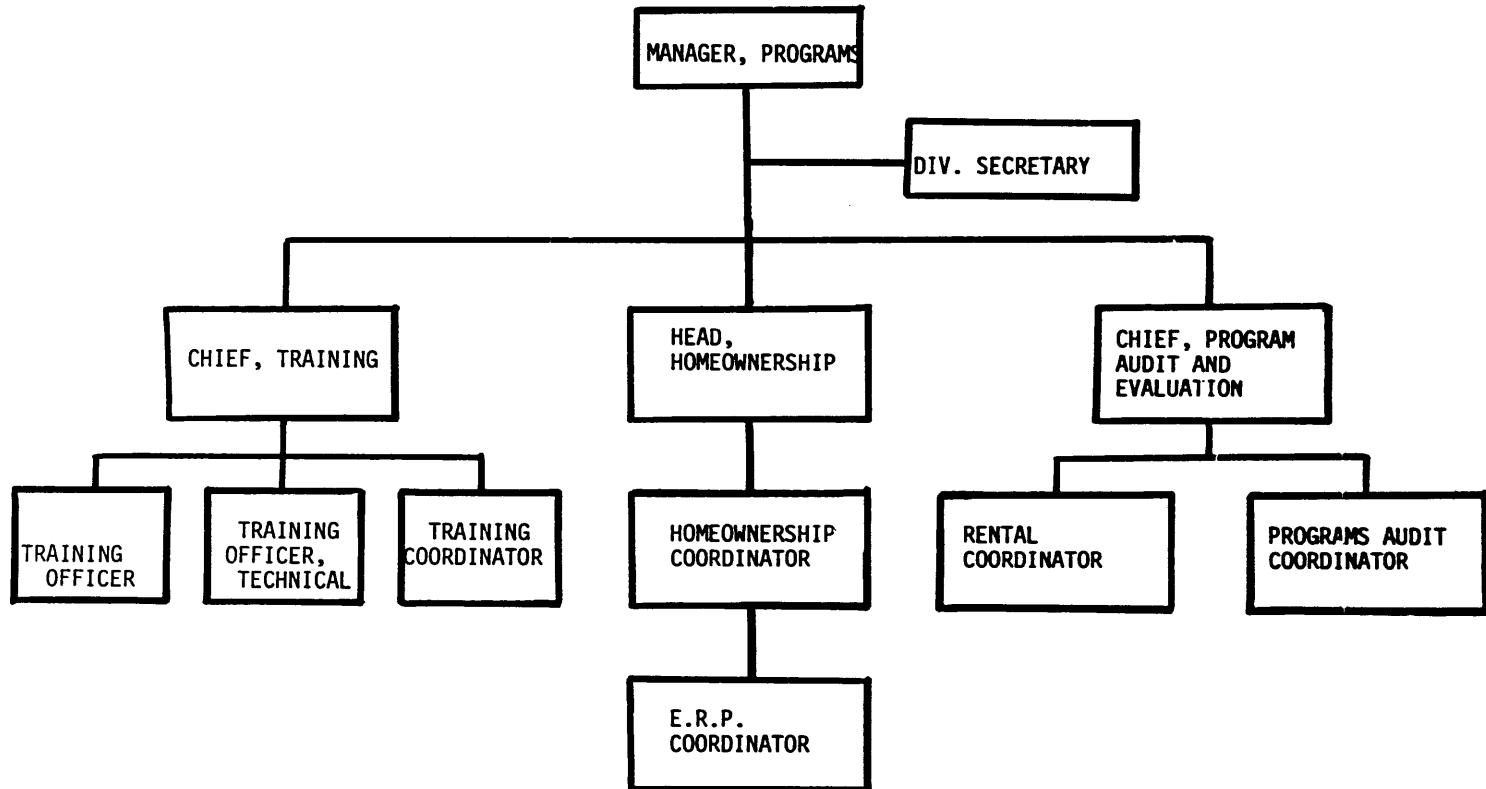 MANAGER, PROGRAMS
DIV. SECRETARY
CHIEF, TRAINING
HEAD,
HOMEOWNERSHIP
CHIEF, PROGRAM
AUDIT AND
EVALUATION
TRAINING
OFFICER
TRAINING
OFFICER,
TECHNICAL
TRAINING
COORDINATOR
HOMEOWNERSHIP
COORDINATOR
RENTAL
COORDINATOR
PROGRAMS AUDIT
COORDINATOR
E.R.P.
COORDINATOR